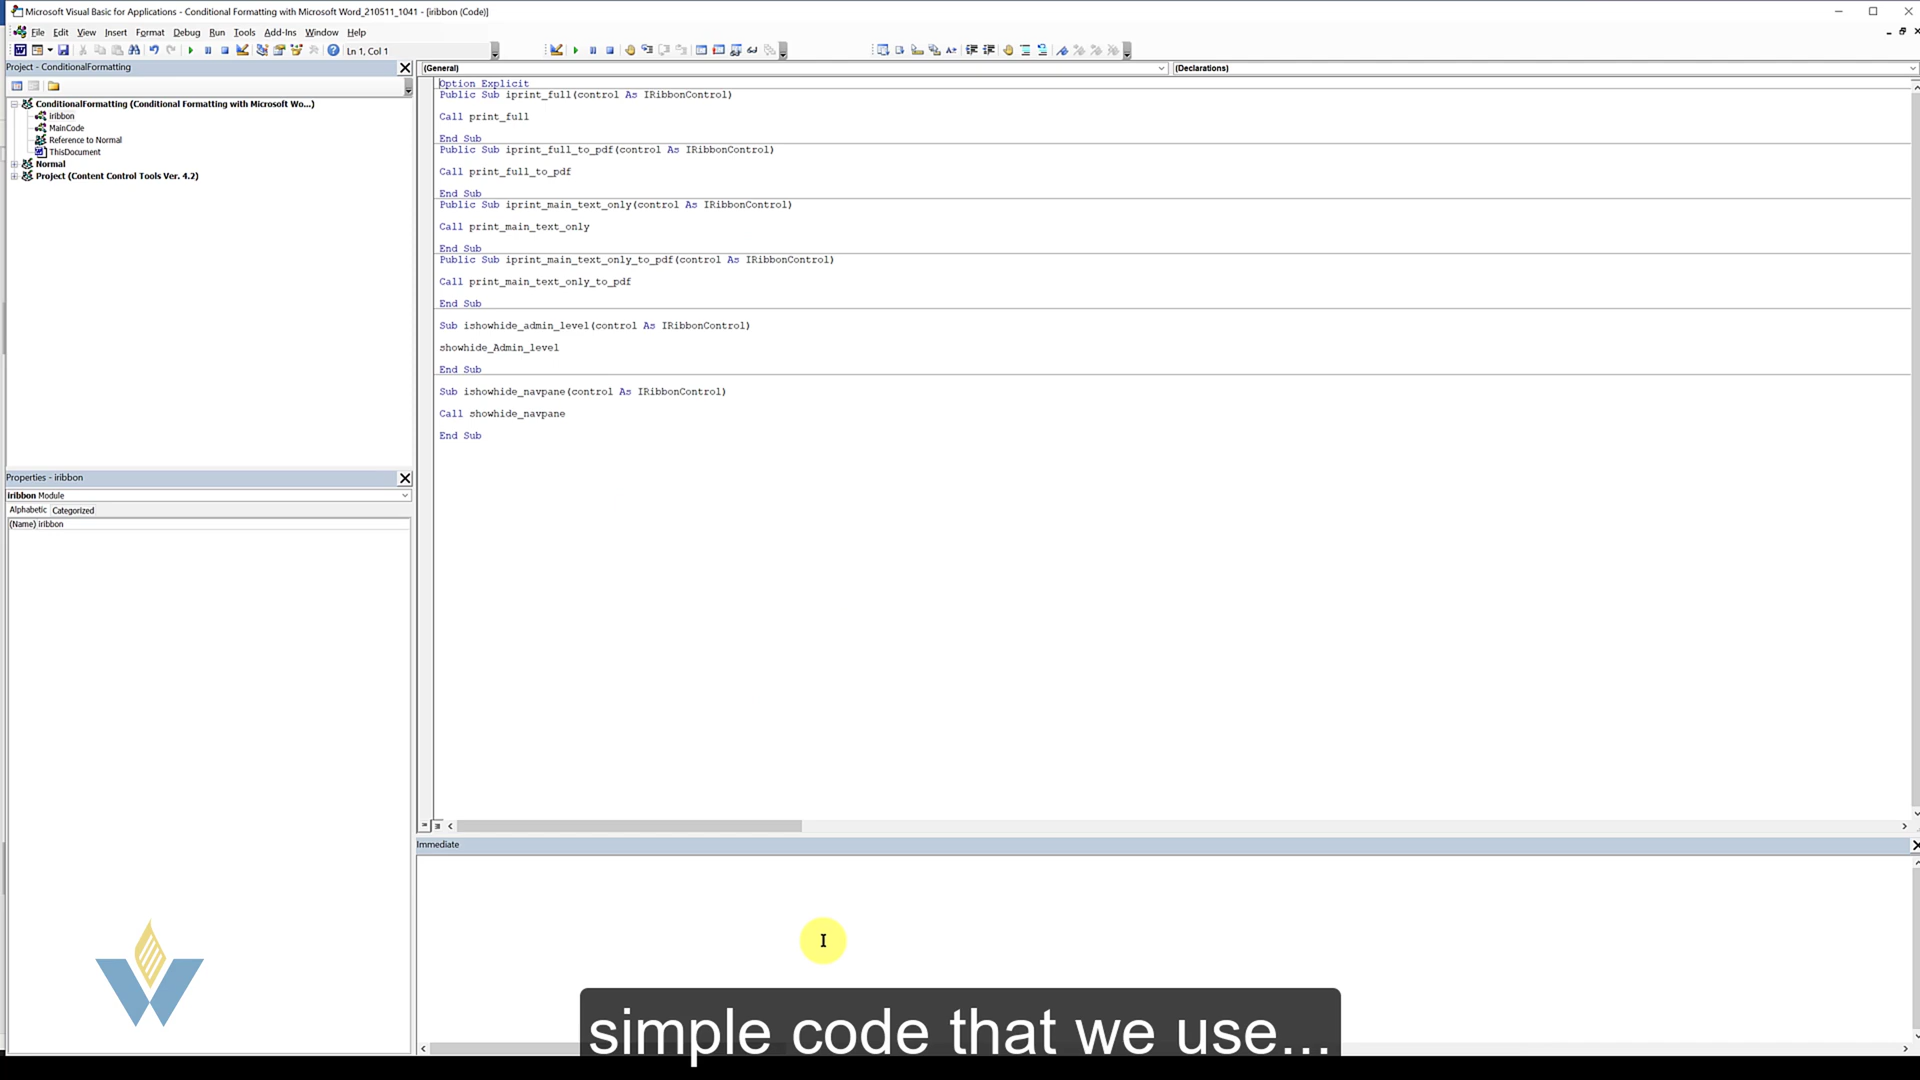 Microsoft Visual Basic for Applications - Conditional Formatting with Microsoft Word_210511_1041 - [iribbon (Code)]
File Edit View Insert Format Debug Run Tools Add-Ins Window Help
Ln 1, Col 1
Project - ConditionalFormatting
ConditionalFormatting (Conditional Formatting with Microsoft Wo...)
iribbon
MainCode
Reference to Normal
ThisDocument
Normal
Project (Content Control Tools Ver. 4.2)
Properties - iribbon
iribbon Module
Alphabetic Categorized
(Name) iribbon
(General) (Declarations)
Option Explicit
Public Sub iprint_full(control As IRibbonControl)
Call print_full
End Sub
Public Sub iprint_full_to_pdf(control As IRibbonControl)
Call print_full_to_pdf
End Sub
Public Sub iprint_main_text_only(control As IRibbonControl)
Call print_main_text_only
End Sub
Public Sub iprint_main_text_only_to_pdf(control As IRibbonControl)
Call print_main_text_only_to_pdf
End Sub
Sub ishowhide_admin_level(control As IRibbonControl)
showhide_Admin_level
End Sub
Sub ishowhide_navpane(control As IRibbonControl)
Call showhide_navpane
End Sub
Immediate
simple code that we use...